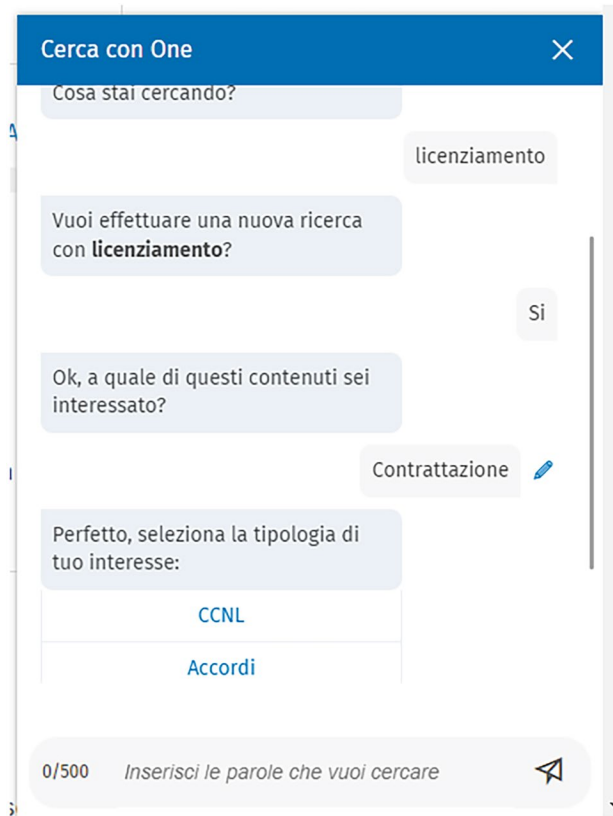 Cerca con One
Cosa stai cercando?
licenziamento
Vuoi effettuare una nuova ricerca
con licenziamento?
Si
Ok, a quale di questi contenuti sei
interessato?
Contrattazione
Perfetto, seleziona la tipologia di
tuo interesse:
CCNL
Accordi
0/500 Inserisci le parole che vuoi cercare